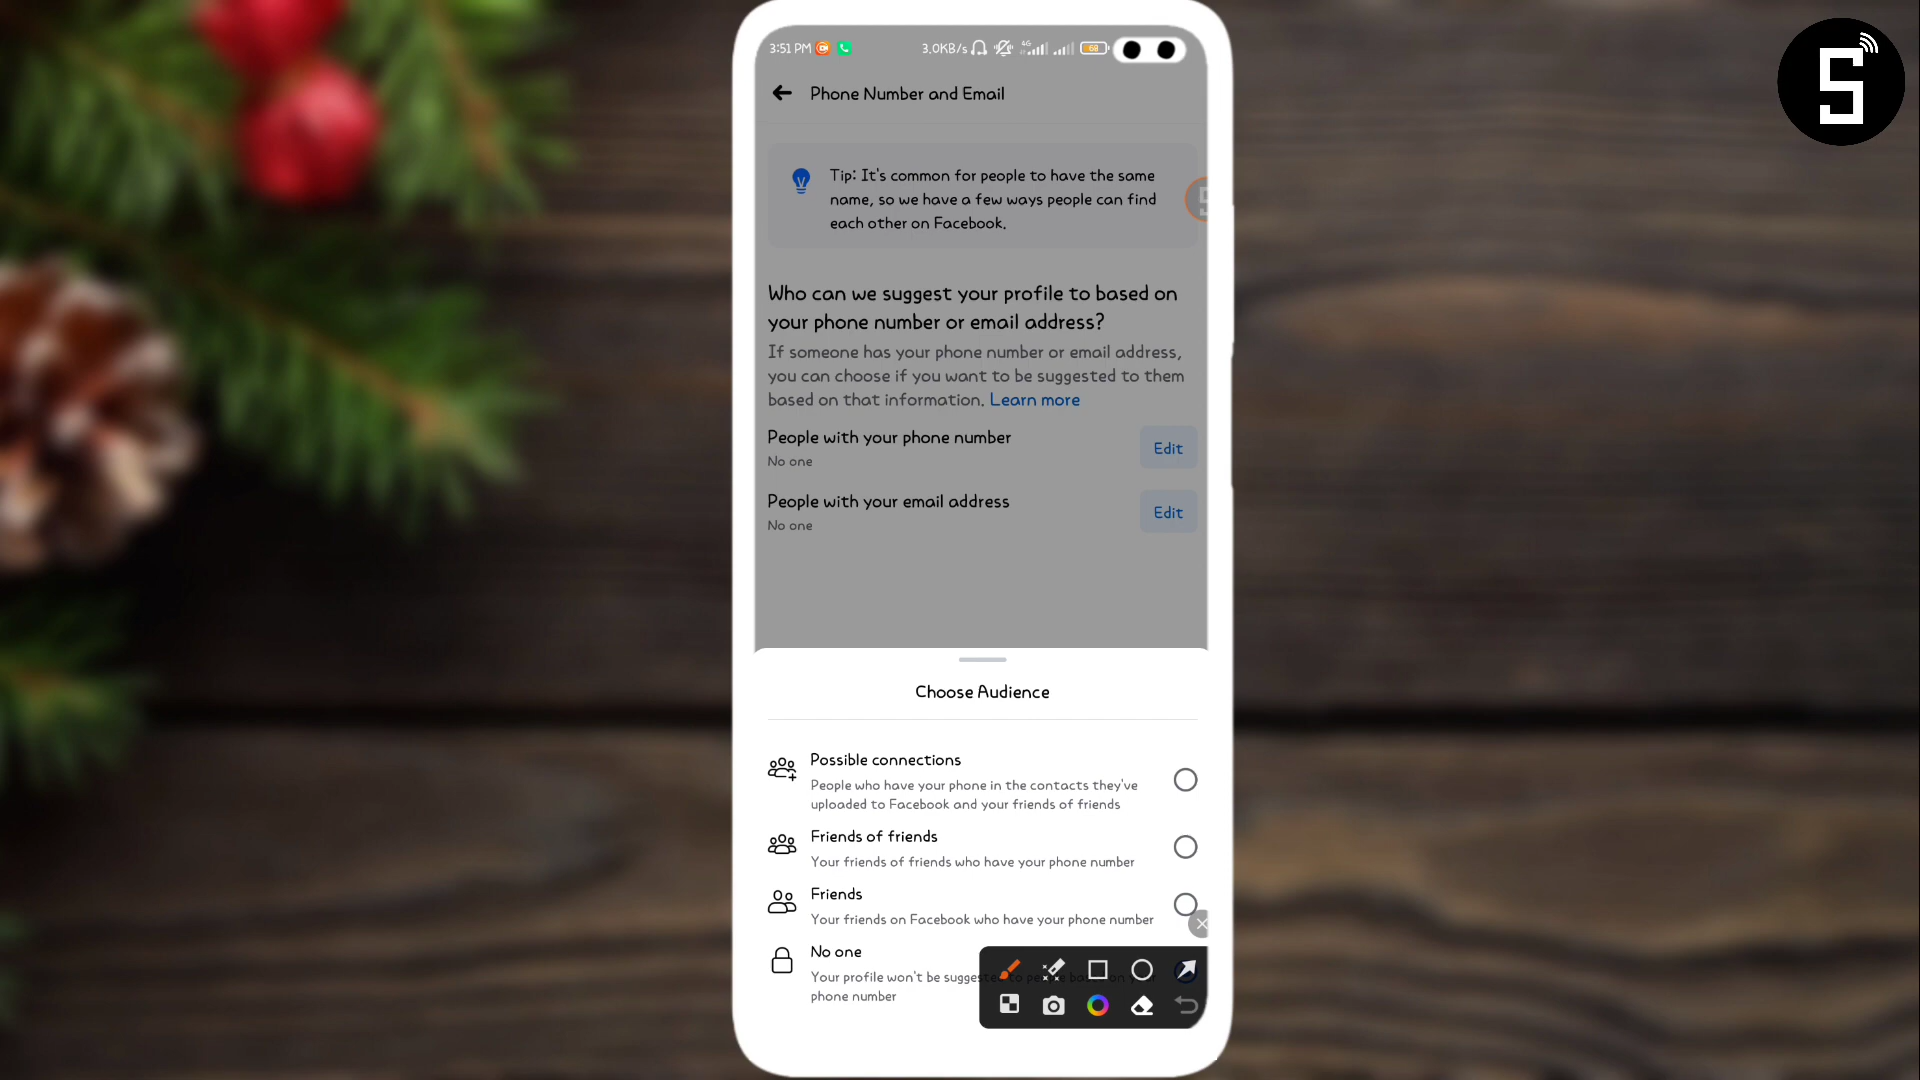 3:51 PM
3.0KB/s
4G
60
Phone Number and Email
Tip: It's common for people to have the same
name, so we have a few ways people can find
each other on Facebook.
Who can we suggest your profile to based on
your phone number or email address?
If someone has your phone number or email address,
you can choose if you want to be suggested to them
based on that information. Learn more
People with your phone number
No one
Edit
People with your email address
No one
Edit
Choose Audience
Possible connections
People who have your phone in the contacts they've
uploaded to Facebook and your friends of friends
Friends of friends
Your friends of friends who have your phone number
Friends
Your friends on Facebook who have your phone number
No one
Your profile won't be suggested to people based on your
phone number
S